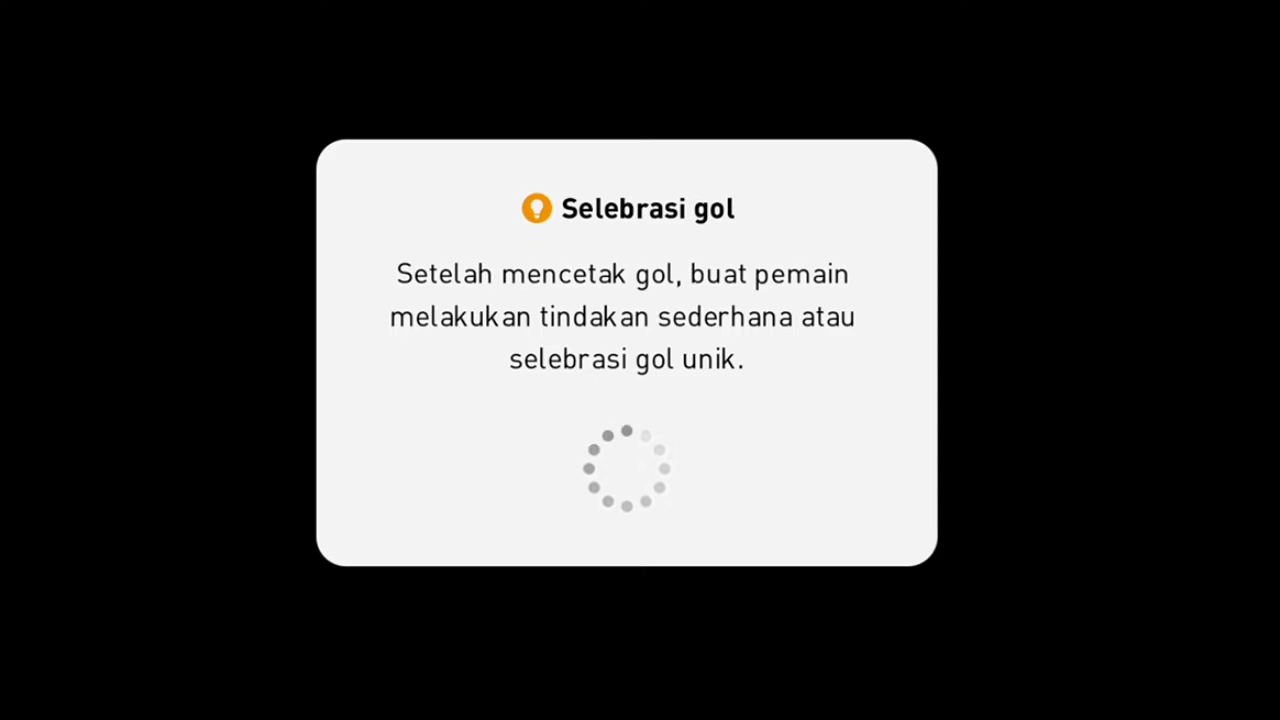 Selebrasi gol
Setelah mencetak gol, buat pemain
melakukan tindakan sederhana atau
selebrasi gol unik.